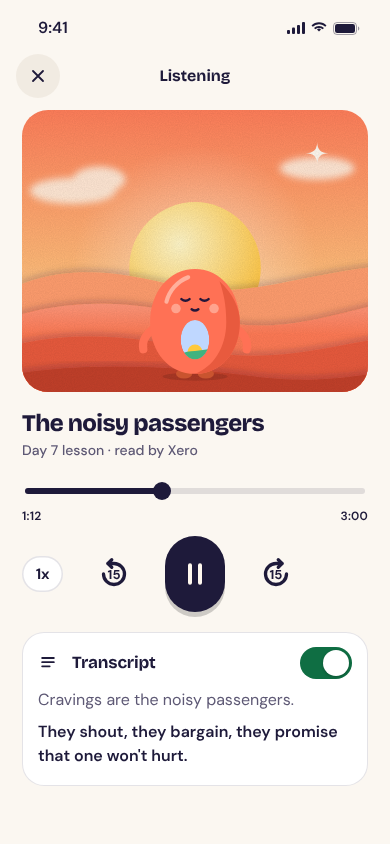 9:41
Listening
The noisy passengers
Day 7 lesson · read by Xero
1:12
3:00
1x
15
15
Transcript
Cravings are the noisy passengers.
They shout, they bargain, they promise
that one won't hurt.